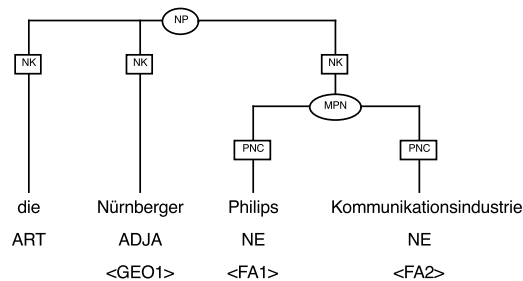 NP
NK NK NK
MPN
PNC PNC
die Nürnberger Philips Kommunikationsindustrie
ART ADJA NE NE
<GEO1> <FA1> <FA2>